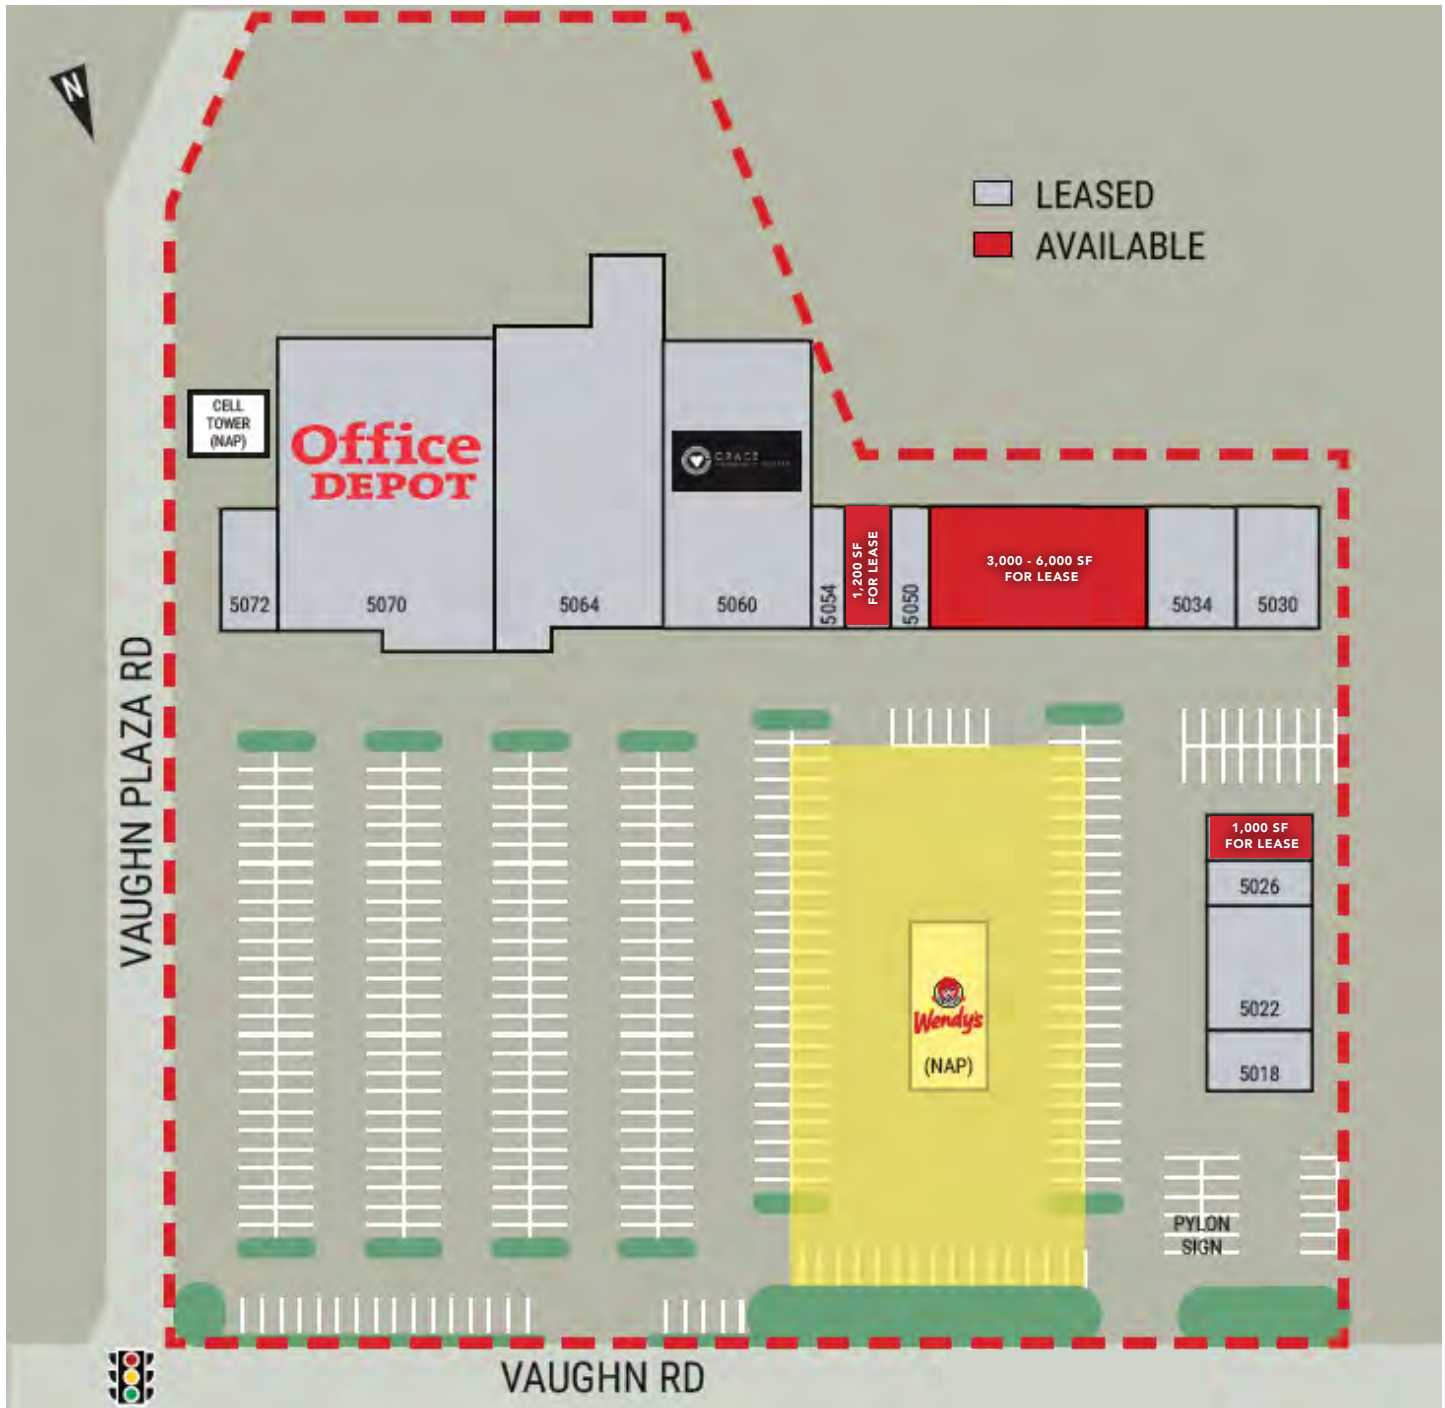 N
LEASED
AVAILABLE
CELL
TOWER
(NAP)
Office
DEPOT
GRACE
5072
5070
5064
5060
5054
1,200 SF
FOR LEASE
5050
3,000 - 6,000 SF
FOR LEASE
5034
5030
VAUGHN PLAZA RD
1,000 SF
FOR LEASE
5026
5022
5018
Wendy's
(NAP)
PYLON
SIGN
VAUGHN RD